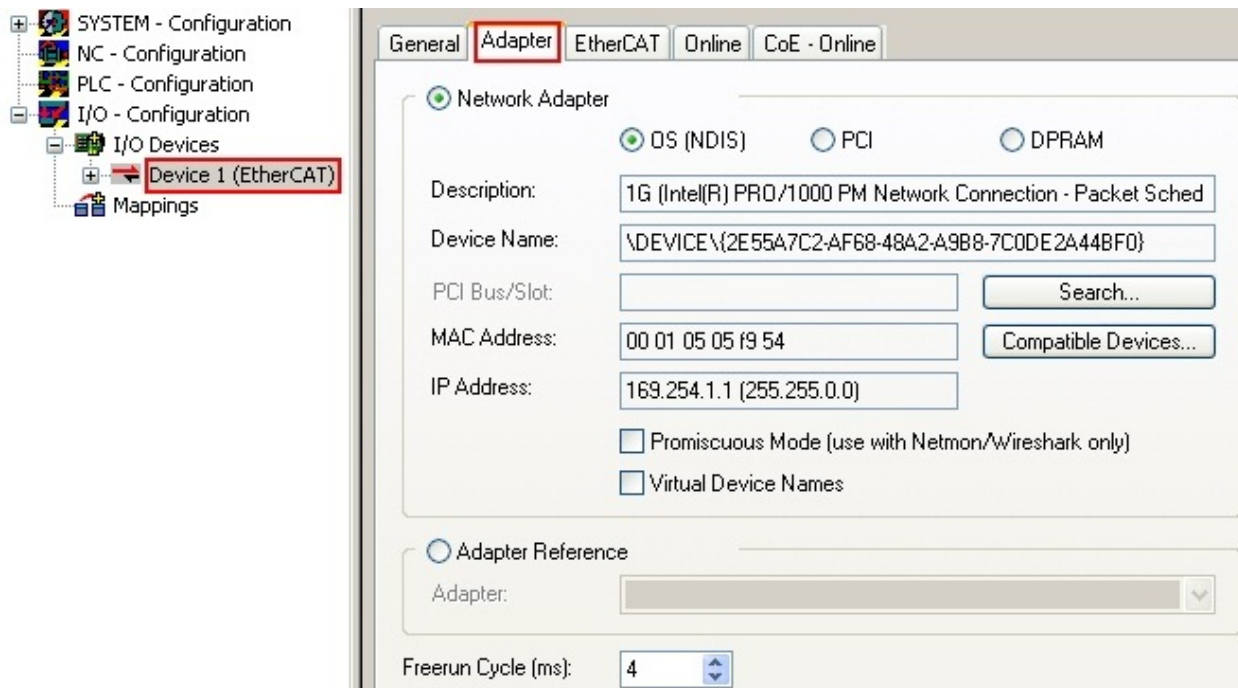 SYSTEM - Configuration
NC - Configuration
PLC - Configuration
I/O - Configuration
I/O Devices
Device 1 (EtherCAT)
Mappings
General Adapter EtherCAT Online CoE - Online
Network Adapter
OS (NDIS) PCI DPRAM
Description: 1G (Intel(R) PRO/1000 PM Network Connection - Packet Sched
Device Name: \DEVICE\{2E55A7C2-AF68-48A2-A9B8-7C0DE2A44BF0}
PCI Bus/Slot: Search...
MAC Address: 00 01 05 05 f9 54 Compatible Devices...
IP Address: 169.254.1.1 (255.255.0.0)
Promiscuous Mode (use with Netmon/Wireshark only)
Virtual Device Names
Adapter Reference
Adapter:
Freerun Cycle (ms): 4